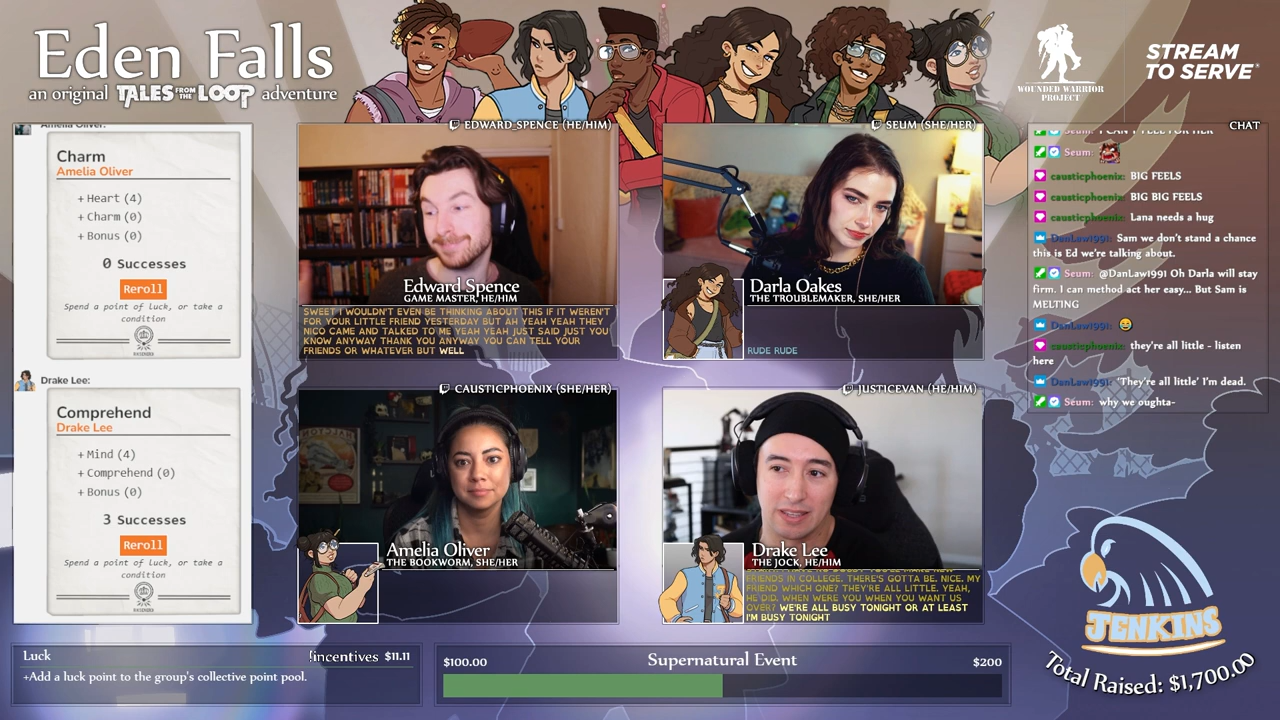 Eden Falls
an original TALES FROM THE LOOP adventure
WOUNDED WARRIOR
PROJECT
STREAM
TO SERVE
Amelia Oliver:
Charm
Amelia Oliver
+ Heart (4)
+ Charm (0)
+ Bonus (0)
0 Successes
Reroll
Spend a point of luck, or take a
condition
Drake Lee:
Comprehend
Drake Lee
+ Mind (4)
+ Comprehend (0)
+ Bonus (0)
3 Successes
Reroll
Spend a point of luck, or take a
condition
EDWARD_SPENCE (HE/HIM)
Edward Spence
GAME MASTER, HE/HIM
SWEET I WOULDN'T EVEN BE THINKING ABOUT THIS IF IT WEREN'T
FOR YOUR LITTLE FRIEND YESTERDAY BUT AH YEAH YEAH THEY
NICO CAME AND TALKED TO ME YEAH YEAH JUST SAID JUST YOU
KNOW ANYWAY THANK YOU ANYWAY YOU CAN TELL YOUR
FRIENDS OR WHATEVER BUT WELL
SEUM (SHE/HER)
Darla Oakes
THE TROUBLEMAKER, SHE/HER
RUDE RUDE
CAUSTICPHOENIX (SHE/HER)
Amelia Oliver
THE BOOKWORM, SHE/HER
JUSTICEVAN (HE/HIM)
Drake Lee
THE JOCK, HE/HIM
FRIENDS IN COLLEGE. THERE'S GOTTA BE. NICE. MY
FRIEND WHICH ONE? THEY'RE ALL LITTLE. YEAH,
HE DID. WHEN WERE YOU WHEN YOU WANT US
OVER? WE'RE ALL BUSY TONIGHT OR AT LEAST
I'M BUSY TONIGHT
CHAT
Seum: I CAN'T FEEL FOR HER
Seum:
causticphoenix: BIG FEELS
causticphoenix: BIG BIG FEELS
causticphoenix: Lana needs a hug
DanLaw1991: Sam we don't stand a chance
this is Ed we're talking about.
Seum: @DanLaw1991 Oh Darla will stay
firm. I can method act her easy... But Sam is
MELTING
DanLaw1991:
causticphoenix: they're all little - listen
here
DanLaw1991: 'They're all little' I'm dead.
Seum: why we oughta-
JENKINS
Total Raised: $1,700.00
Luck
!incentives $11.11
+Add a luck point to the group's collective point pool.
$100.00 Supernatural Event $200